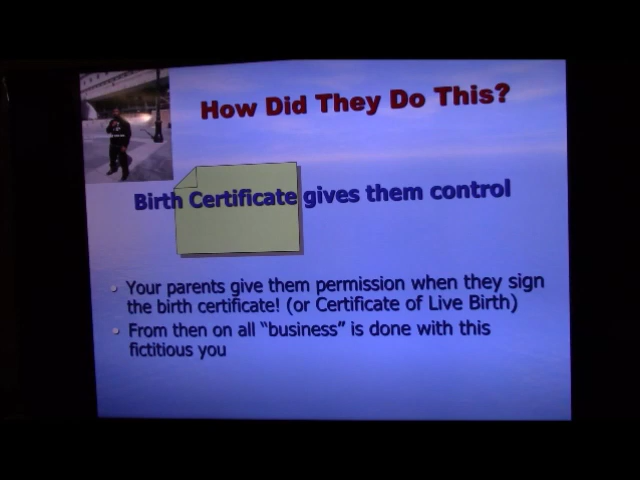 How Did They Do This?
Birth Certificate gives them control
Your parents give them permission when they sign
the birth certificate! (or Certificate of Live Birth)
From then on all “business” is done with this
fictitious you